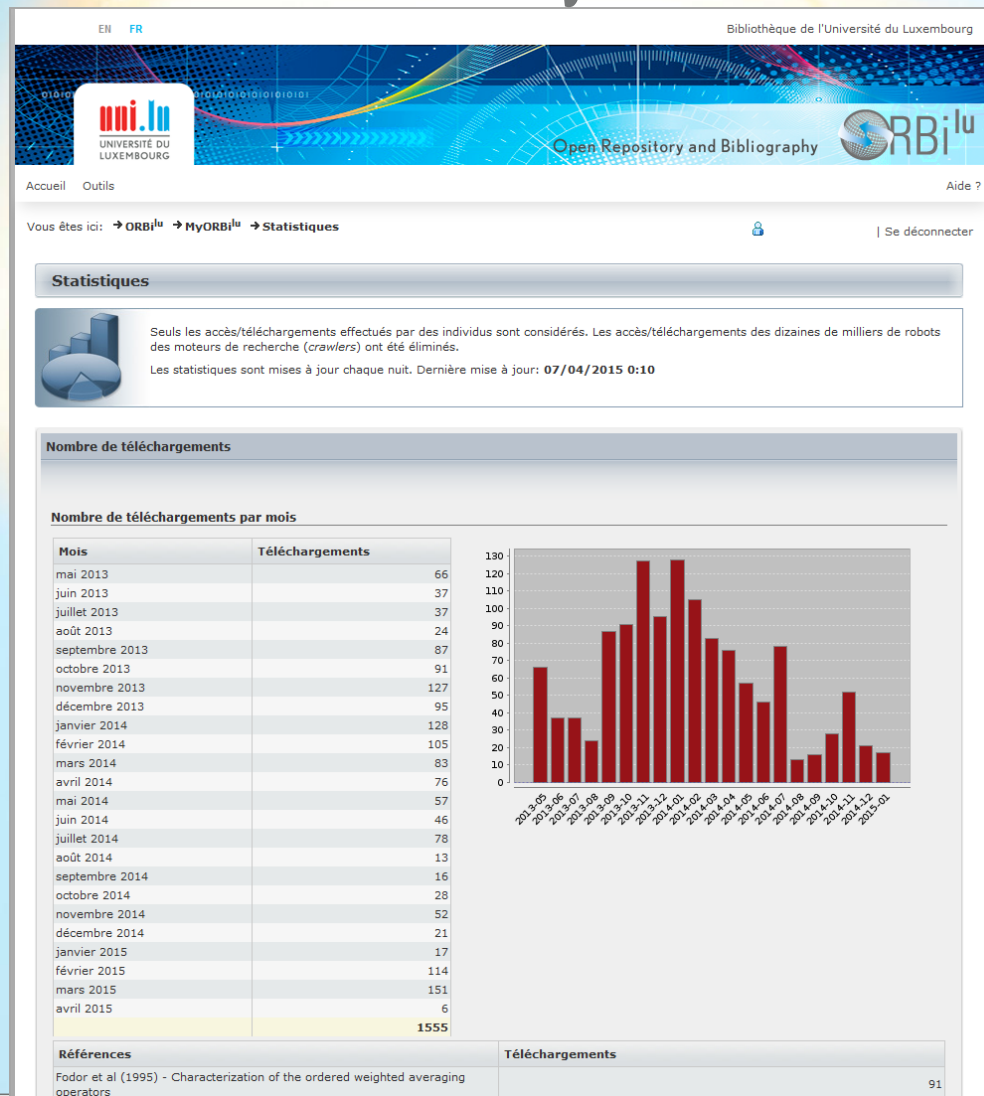 EN FR Bibliothèque de l'Université du Luxembourg
uni.lu
UNIVERSITÉ DU
LUXEMBOURG
Open Repository and Bibliography
ORBi lu
Accueil Outils Aide ?
Vous êtes ici: ➔ ORBi lu ➔ MyORBi lu ➔ Statistiques | Se déconnecter
Statistiques
Seuls les accès/téléchargements effectués par des individus sont considérés. Les accès/téléchargements des dizaines de milliers de robots
des moteurs de recherche (crawlers) ont été éliminés.
Les statistiques sont mises à jour chaque nuit. Dernière mise à jour: 07/04/2015 0:10
Nombre de téléchargements
Nombre de téléchargements par mois
Mois Téléchargements
mai 2013 66
juin 2013 37
juillet 2013 37
août 2013 24
septembre 2013 87
octobre 2013 91
novembre 2013 127
décembre 2013 95
janvier 2014 128
février 2014 105
mars 2014 83
avril 2014 76
mai 2014 57
juin 2014 46
juillet 2014 78
août 2014 13
septembre 2014 16
octobre 2014 28
novembre 2014 52
décembre 2014 21
janvier 2015 17
février 2015 114
mars 2015 151
avril 2015 6
1555
130
120
110
100
90
80
70
60
50
40
30
20
10
0
2013-05 2013-06 2013-07 2013-08 2013-09 2013-10 2013-11 2013-12 2014-01 2014-02 2014-03 2014-04 2014-05 2014-06 2014-07 2014-08 2014-09 2014-10 2014-11 2014-12 2015-01
Références Téléchargements
Fodor et al (1995) - Characterization of the ordered weighted averaging
operators 91